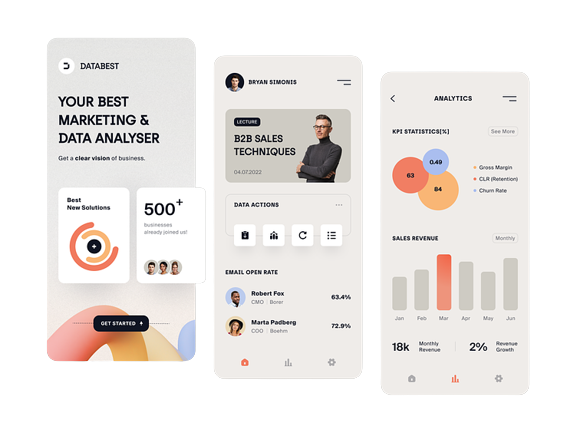 DATABEST
YOUR BEST
MARKETING &
DATA ANALYSER
Get a clear vision of business.
Best
New Solutions
500+
businesses
already joined us!
GET STARTED
BRYAN SIMONIS
LECTURE
B2B SALES
TECHNIQUES
04.07.2022
DATA ACTIONS
EMAIL OPEN RATE
Robert Fox
CMO | Borer
63.4%
Marta Padberg
COO | Boehm
72.9%
ANALYTICS
KPI STATISTICS[%]
See More
0.49
63
84
Gross Margin
CLR (Retention)
Churn Rate
SALES REVENUE
Monthly
Jan Feb Mar Apr May Jun
18k
Monthly
Revenue
2%
Revenue
Growth